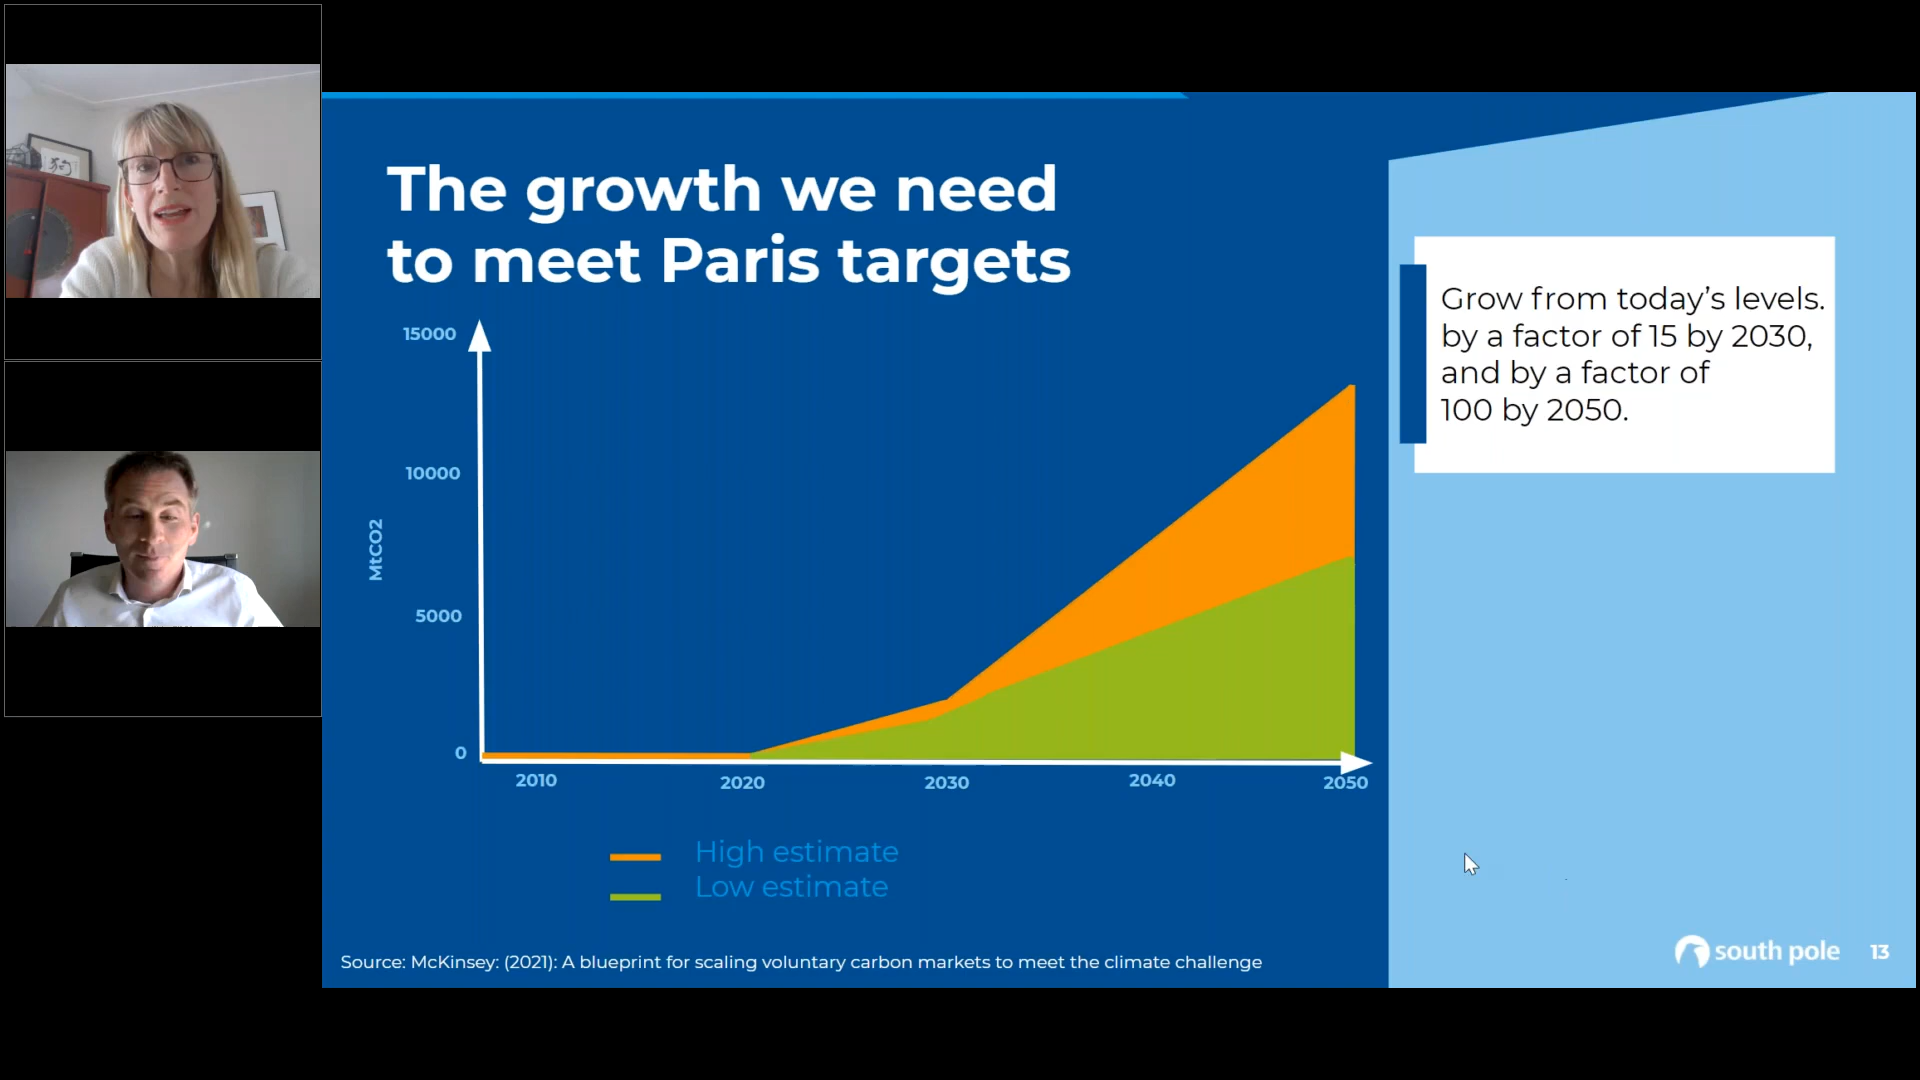 The growth we need
to meet Paris targets
15000
10000
MtCO2
5000
0
2010
2020
2030
2040
2050
High estimate
Low estimate
Source: McKinsey: (2021): A blueprint for scaling voluntary carbon markets to meet the climate challenge
Grow from today's levels.
by a factor of 15 by 2030,
and by a factor of
100 by 2050.
south pole
13